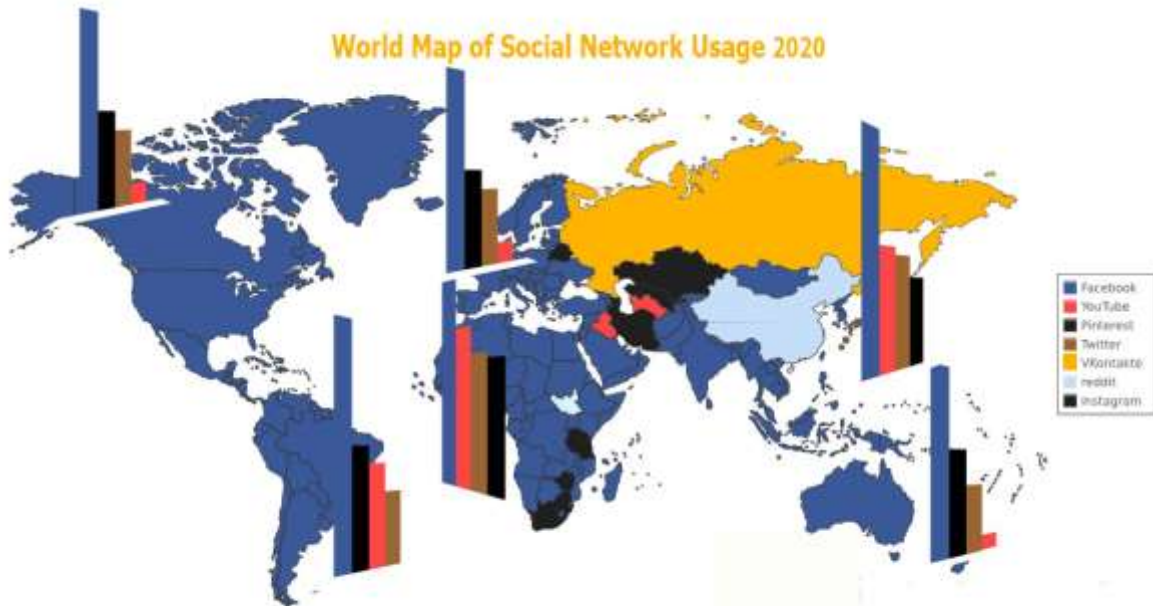 World Map of Social Network Usage 2020
Facebook
YouTube
Pinterest
Twitter
VKontakte
reddit
Instagram